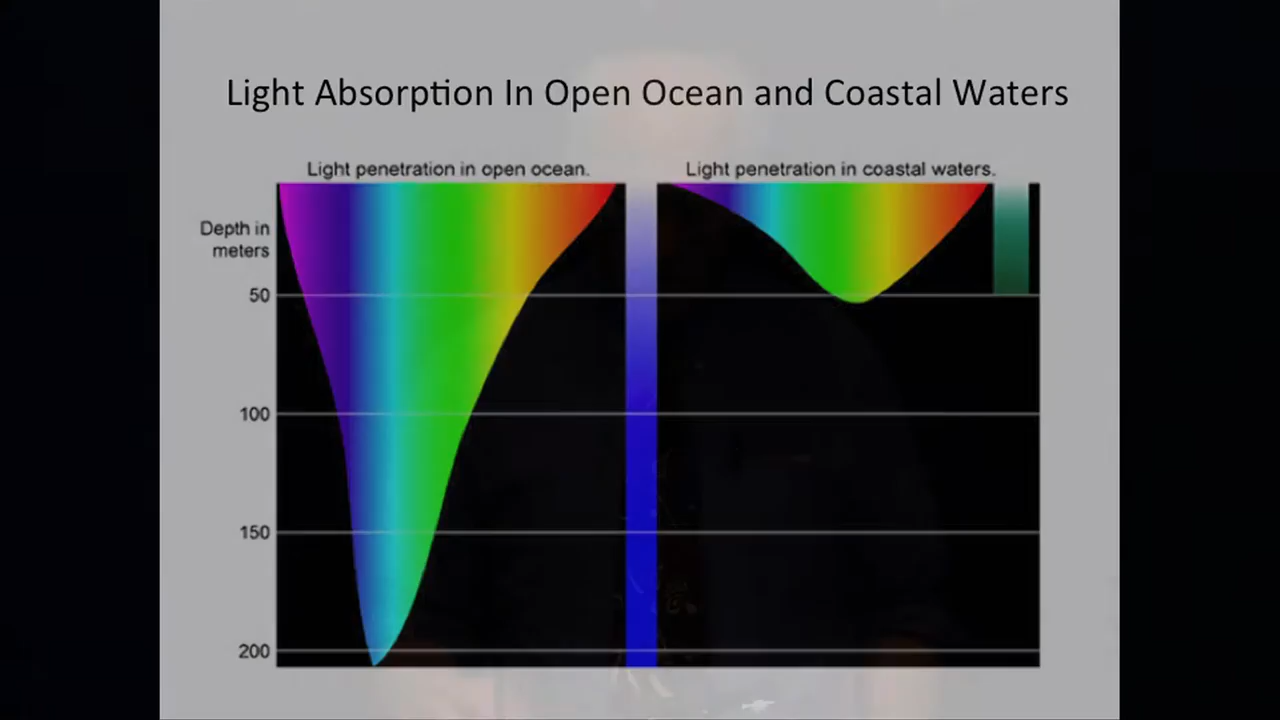 Light Absorption In Open Ocean and Coastal Waters
Light penetration in open ocean.
Light penetration in coastal waters.
Depth in
meters
50
100
150
200